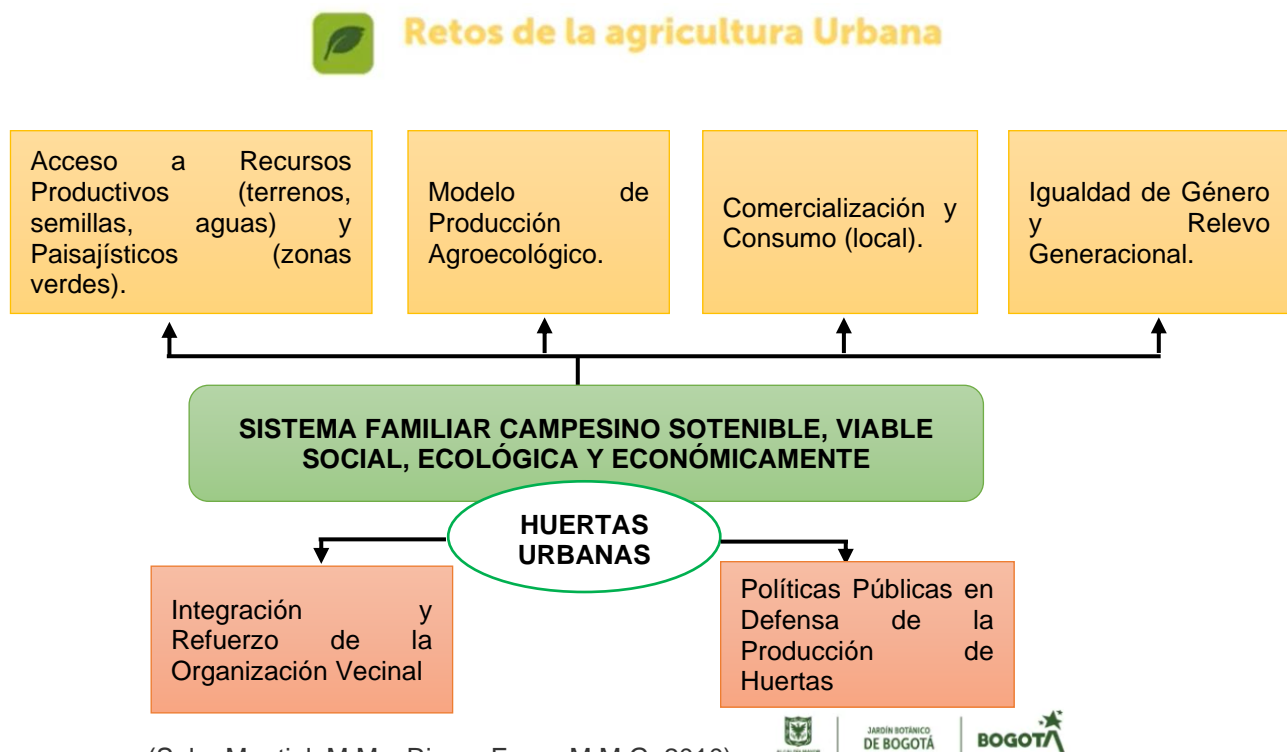 Retos de la agricultura Urbana
Acceso a Recursos
Productivos (terrenos,
semillas, aguas) y
Paisajísticos (zonas
verdes).
Modelo de
Producción
Agroecológico.
Comercialización y
Consumo (local).
Igualdad de Género
y Relevo
Generacional.
SISTEMA FAMILIAR CAMPESINO SOTENIBLE, VIABLE
SOCIAL, ECOLÓGICA Y ECONÓMICAMENTE
HUERTAS
URBANAS
Integración y
Refuerzo de la
Organización Vecinal
Políticas Públicas en
Defensa de la
Producción de
Huertas
JARDÍN BOTÁNICO
DE BOGOTÁ
BOGOTÁ